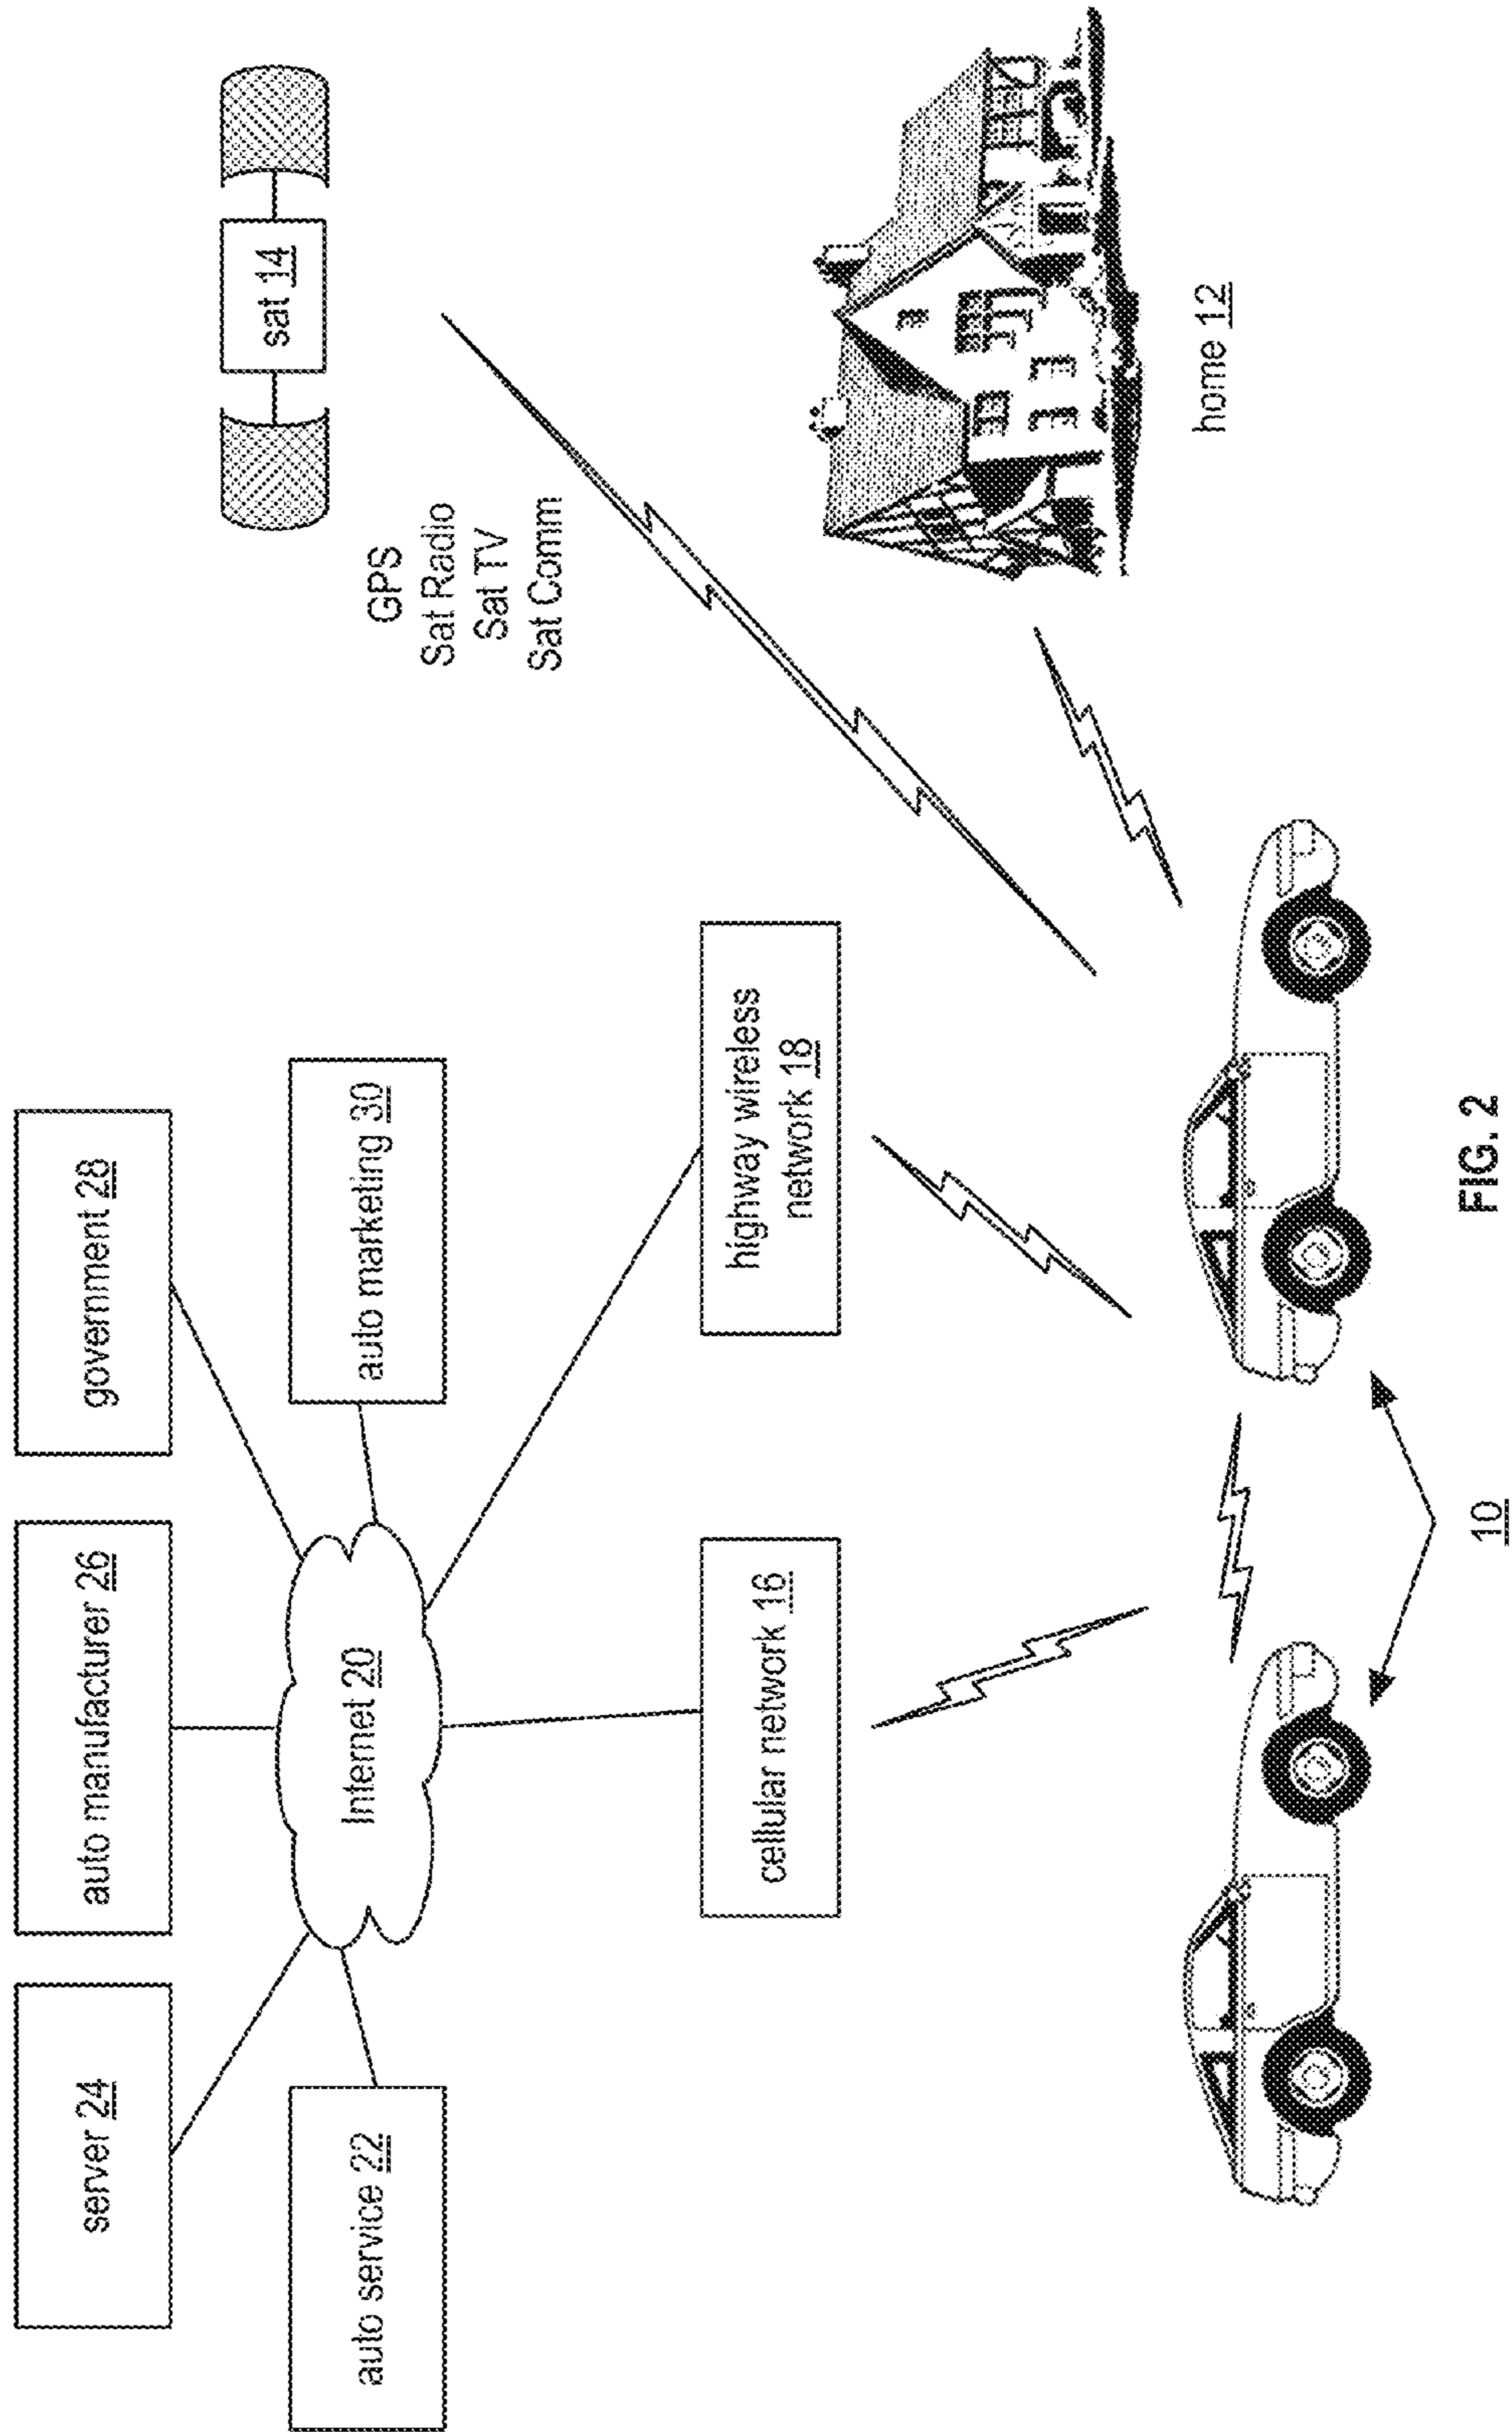 server 24
auto manufacturer 26
government 28
auto service 22
Internet 20
auto marketing 30
sat 14
GPS
Sat Radio
Sat TV
Sat Comm
cellular network 16
highway wireless
network 18
home 12
10
FIG. 2